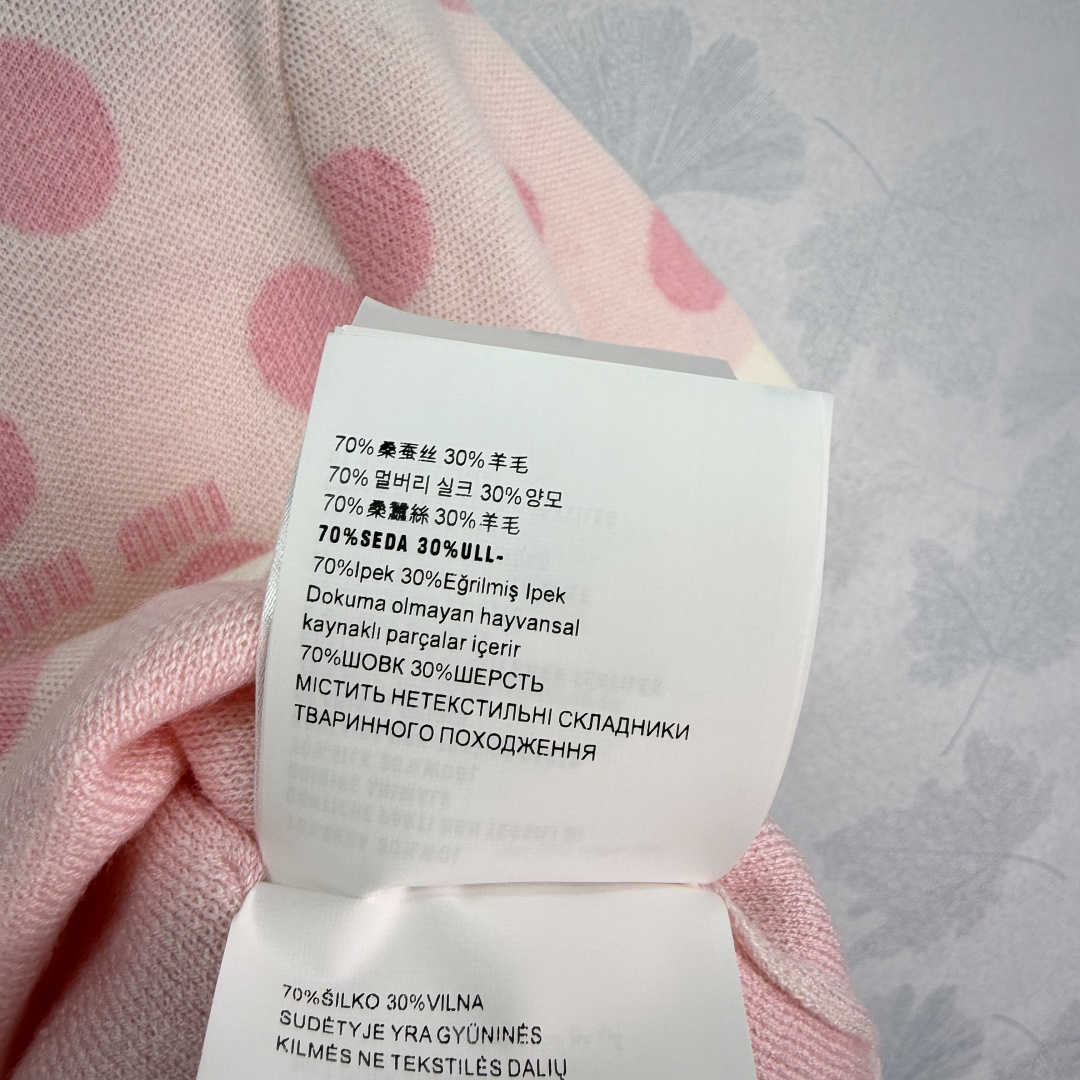 70%桑蚕丝 30%羊毛
70% 멀버리 실크 30%양모
70%桑蠶絲 30%羊毛
70%SEDA 30%ULL-
70%Ipek 30%Eğrilmiş Ipek
Dokuma olmayan hayvansal
kaynaklı parçalar içerir
70%ШОВК 30%ШЕРСТЬ
МІСТИТЬ НЕТЕКСТИЛЬНІ СКЛАДНИКИ
ТВАРИННОГО ПОХОДЖЕННЯ
70%ŠILKO 30%VILNA
SUDĖTYJE YRA GYŪNINĖS
KILMĖS NE TEKSTILĖS DALIŲ